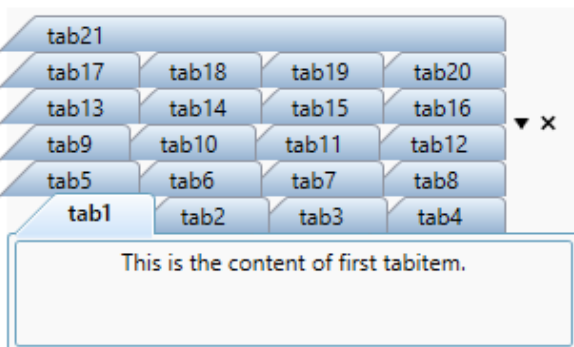 tab21
tab17 tab18 tab19 tab20
tab13 tab14 tab15 tab16
tab9 tab10 tab11 tab12
tab5 tab6 tab7 tab8
tab1 tab2 tab3 tab4
This is the content of first tabitem.